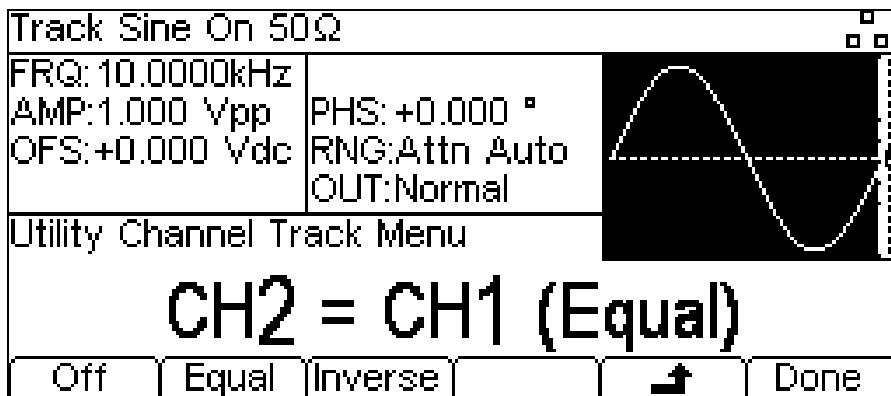 Track Sine On 50Ω
FRQ:10.0000kHz
AMP:1.000 Vpp
OFS:+0.000 Vdc
PHS:+0.000 °
RNG:Attn Auto
OUT:Normal
Utility Channel Track Menu
CH2 = CH1 (Equal)
Off Equal Inverse Done